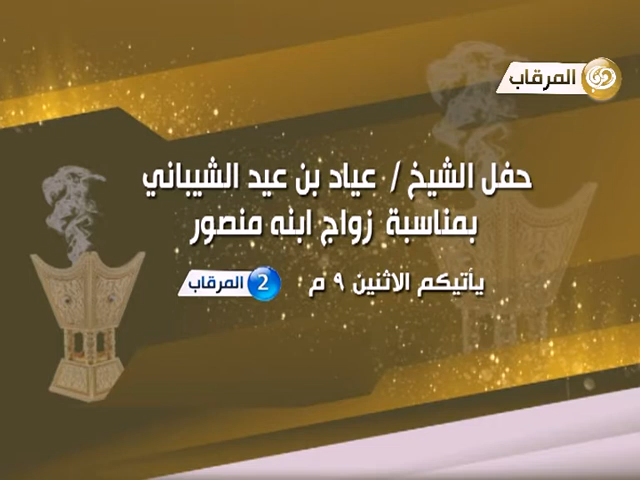 المرقاب
حفل الشيخ / عياد بن عيد الشيباني
بمناسبة زواج ابنه منصور
يأتيكم الاثنين ٩ م المرقاب 2